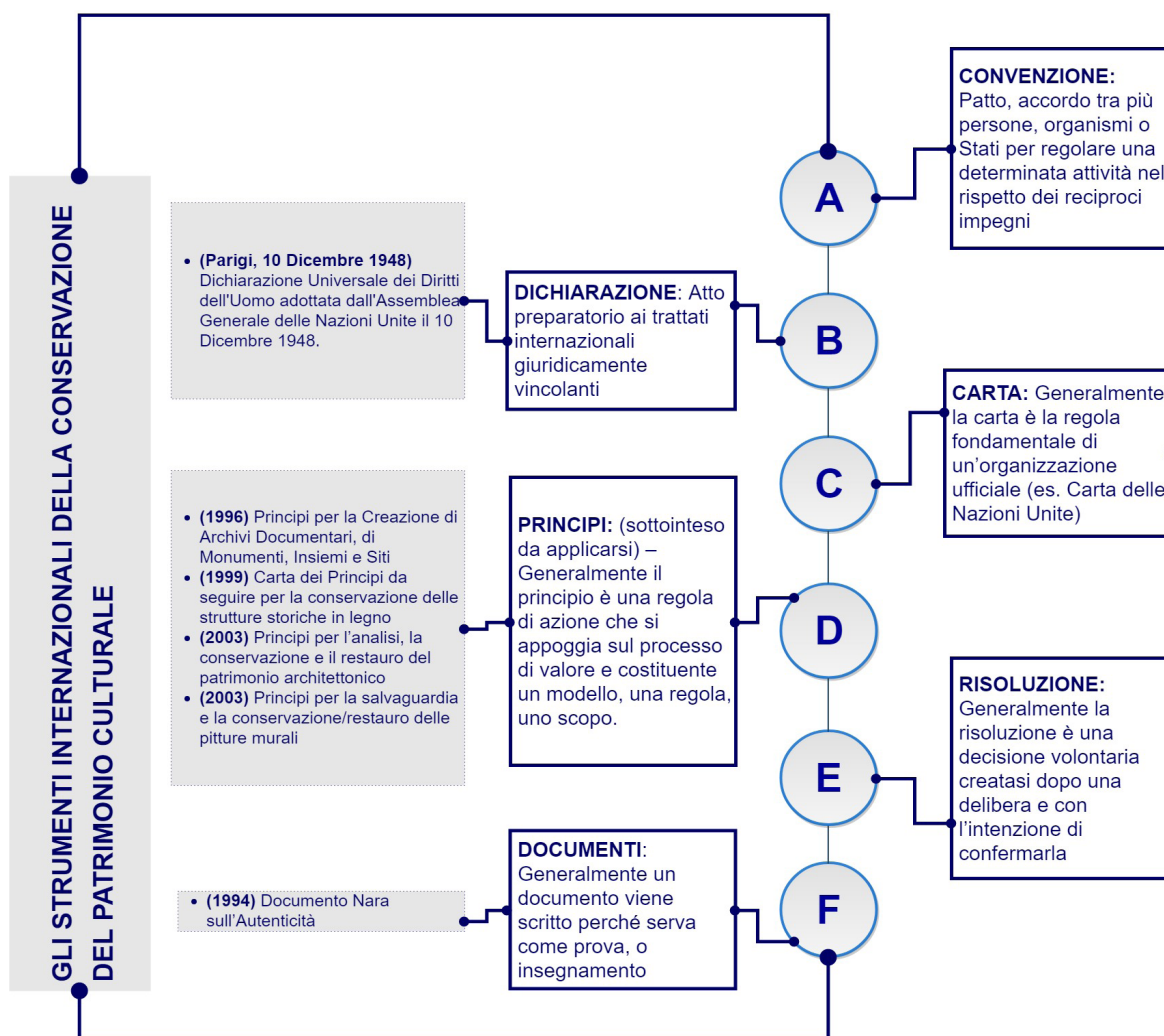 GLI STRUMENTI INTERNAZIONALI DELLA CONSERVAZIONE
DEL PATRIMONIO CULTURALE
A
CONVENZIONE:
Patto, accordo tra più
persone, organismi o
Stati per regolare una
determinata attività nel
rispetto dei reciproci
impegni
B
DICHIARAZIONE: Atto
preparatorio ai trattati
internazionali
giuridicamente
vincolanti
• (Parigi, 10 Dicembre 1948)
Dichiarazione Universale dei Diritti
dell'Uomo adottata dall'Assemblea
Generale delle Nazioni Unite il 10
Dicembre 1948.
C
CARTA: Generalmente
la carta è la regola
fondamentale di
un’organizzazione
ufficiale (es. Carta delle
Nazioni Unite)
D
PRINCIPI: (sottointeso
da applicarsi) –
Generalmente il
principio è una regola
di azione che si
appoggia sul processo
di valore e costituente
un modello, una regola,
uno scopo.
• (1996) Principi per la Creazione di
Archivi Documentari, di
Monumenti, Insiemi e Siti
• (1999) Carta dei Principi da
seguire per la conservazione delle
strutture storiche in legno
• (2003) Principi per l’analisi, la
conservazione e il restauro del
patrimonio architettonico
• (2003) Principi per la salvaguardia
e la conservazione/restauro delle
pitture murali
E
RISOLUZIONE:
Generalmente la
risoluzione è una
decisione volontaria
creatasi dopo una
delibera e con
l’intenzione di
confermarla
F
DOCUMENTI:
Generalmente un
documento viene
scritto perché serva
come prova, o
insegnamento
• (1994) Documento Nara
sull’Autenticità